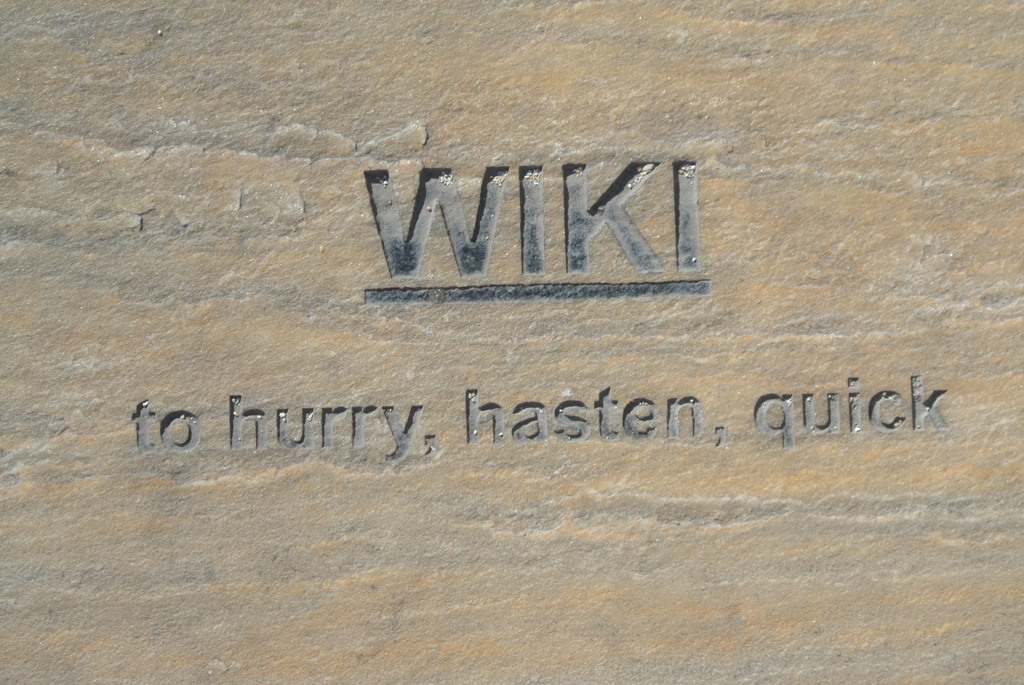 WIKI
to hurry, hasten, quick